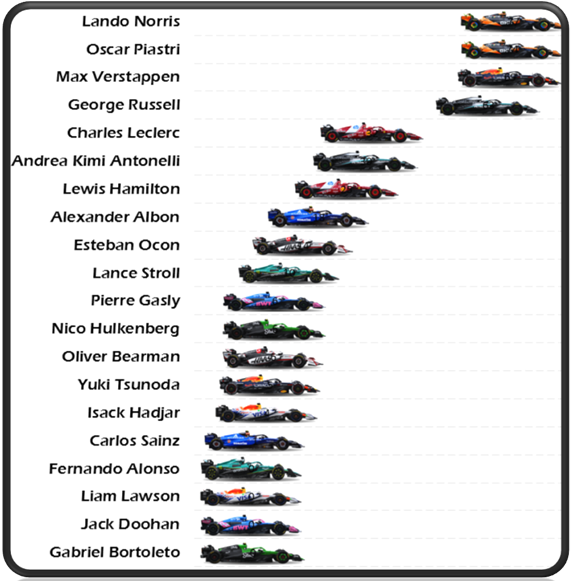 Lando Norris
Oscar Piastri
Max Verstappen
George Russell
Charles Leclerc
Andrea Kimi Antonelli
Lewis Hamilton
Alexander Albon
Esteban Ocon
Lance Stroll
Pierre Gasly
Nico Hulkenberg
Oliver Bearman
Yuki Tsunoda
Isack Hadjar
Carlos Sainz
Fernando Alonso
Liam Lawson
Jack Doohan
Gabriel Bortoleto